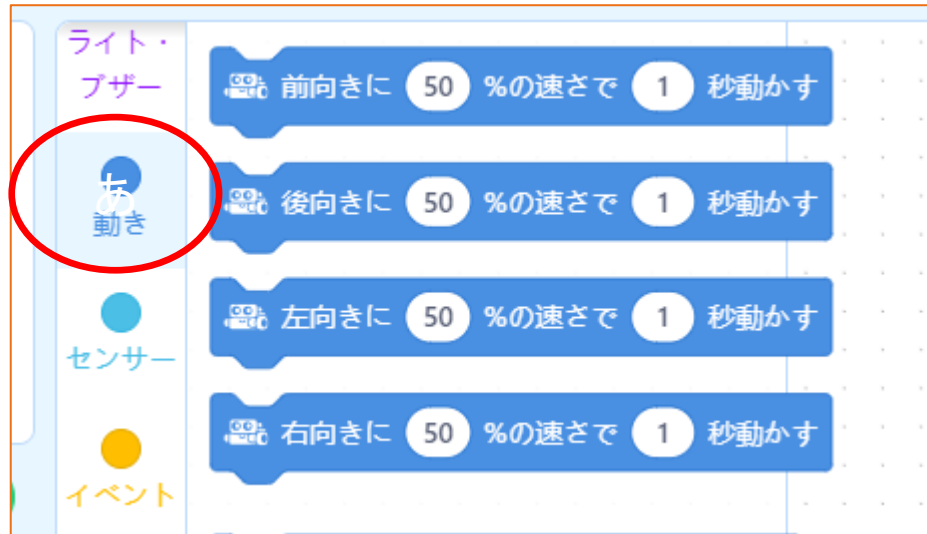 ライト・
ブザー
あ
動き
センサー
イベント
前向きに 50 %の速さで 1 秒動かす
後向きに 50 %の速さで 1 秒動かす
左向きに 50 %の速さで 1 秒動かす
右向きに 50 %の速さで 1 秒動かす